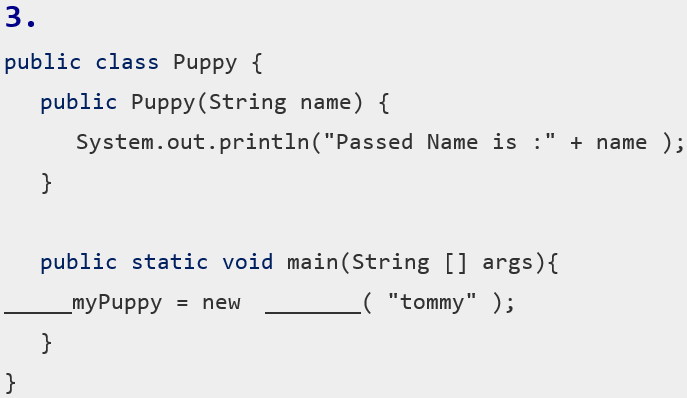 3.
public class Puppy {
public Puppy(String name) {
System.out.println("Passed Name is :" + name );
}
public static void main(String [] args){
_____myPuppy = new _______( "tommy" );
}
}